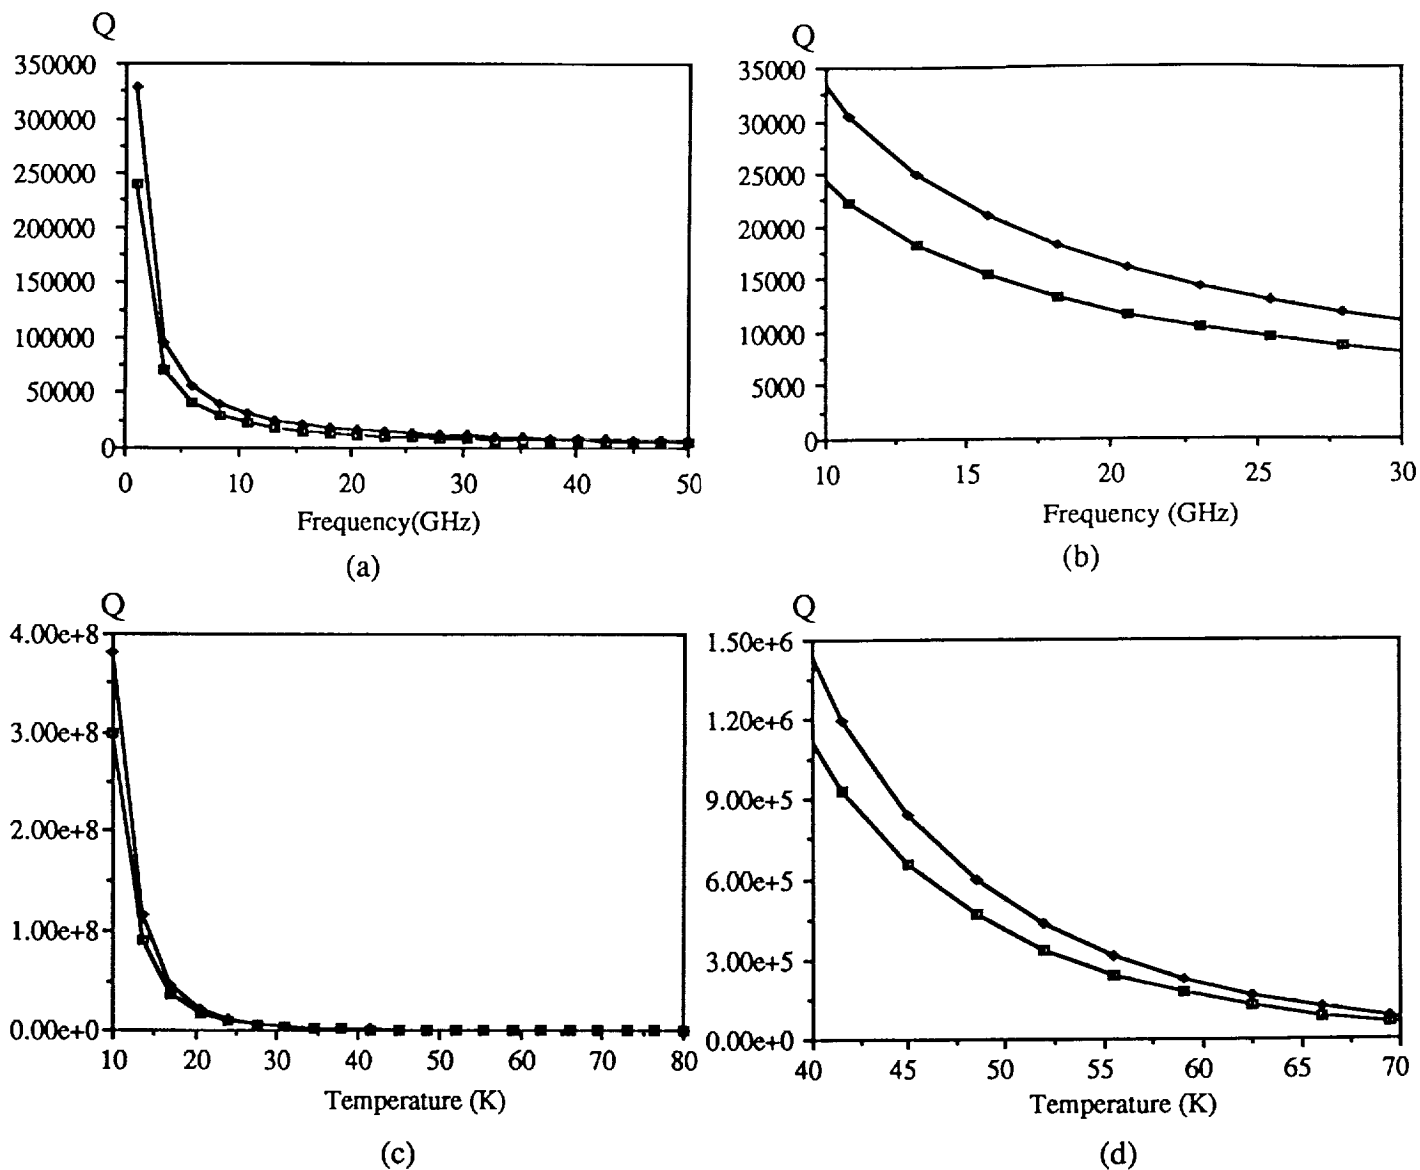 Q
350000
300000
250000
200000
150000
100000
50000
0
0 10 20 30 40 50
Frequency(GHz)
(a)
Q
35000
30000
25000
20000
15000
10000
5000
0
10 15 20 25 30
Frequency (GHz)
(b)
Q
4.00e+8
3.00e+8
2.00e+8
1.00e+8
0.00e+0
10 20 30 40 50 60 70 80
Temperature (K)
(c)
Q
1.50e+6
1.20e+6
9.00e+5
6.00e+5
3.00e+5
0.00e+0
40 45 50 55 60 65 70
Temperature (K)
(d)